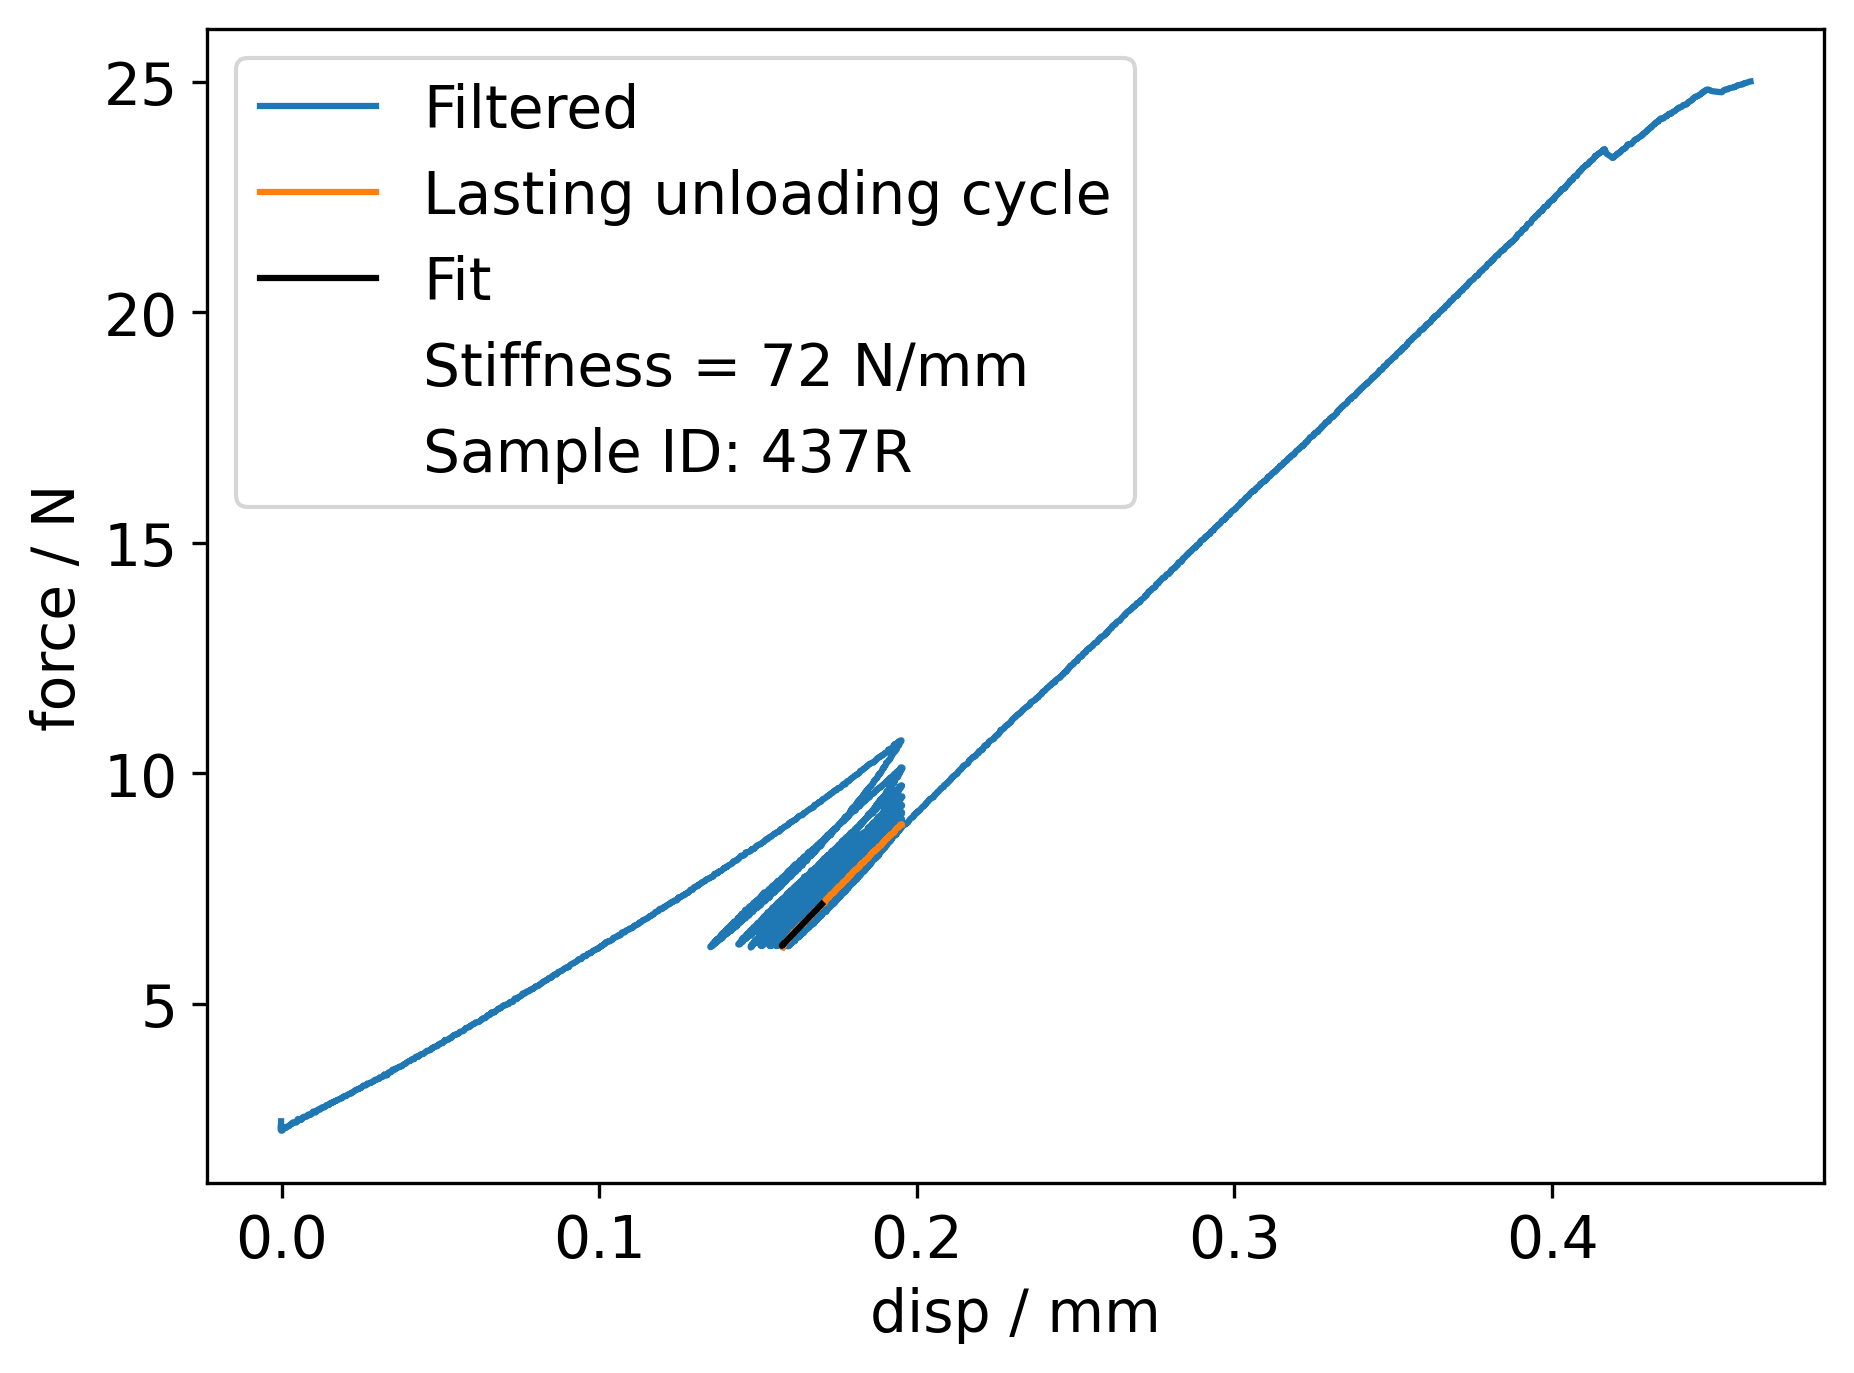 Filtered
Lasting unloading cycle
Fit
Stiffness = 72 N/mm
Sample ID: 437R
25
20
15
10
5
force / N
0.0 0.1 0.2 0.3 0.4
disp / mm